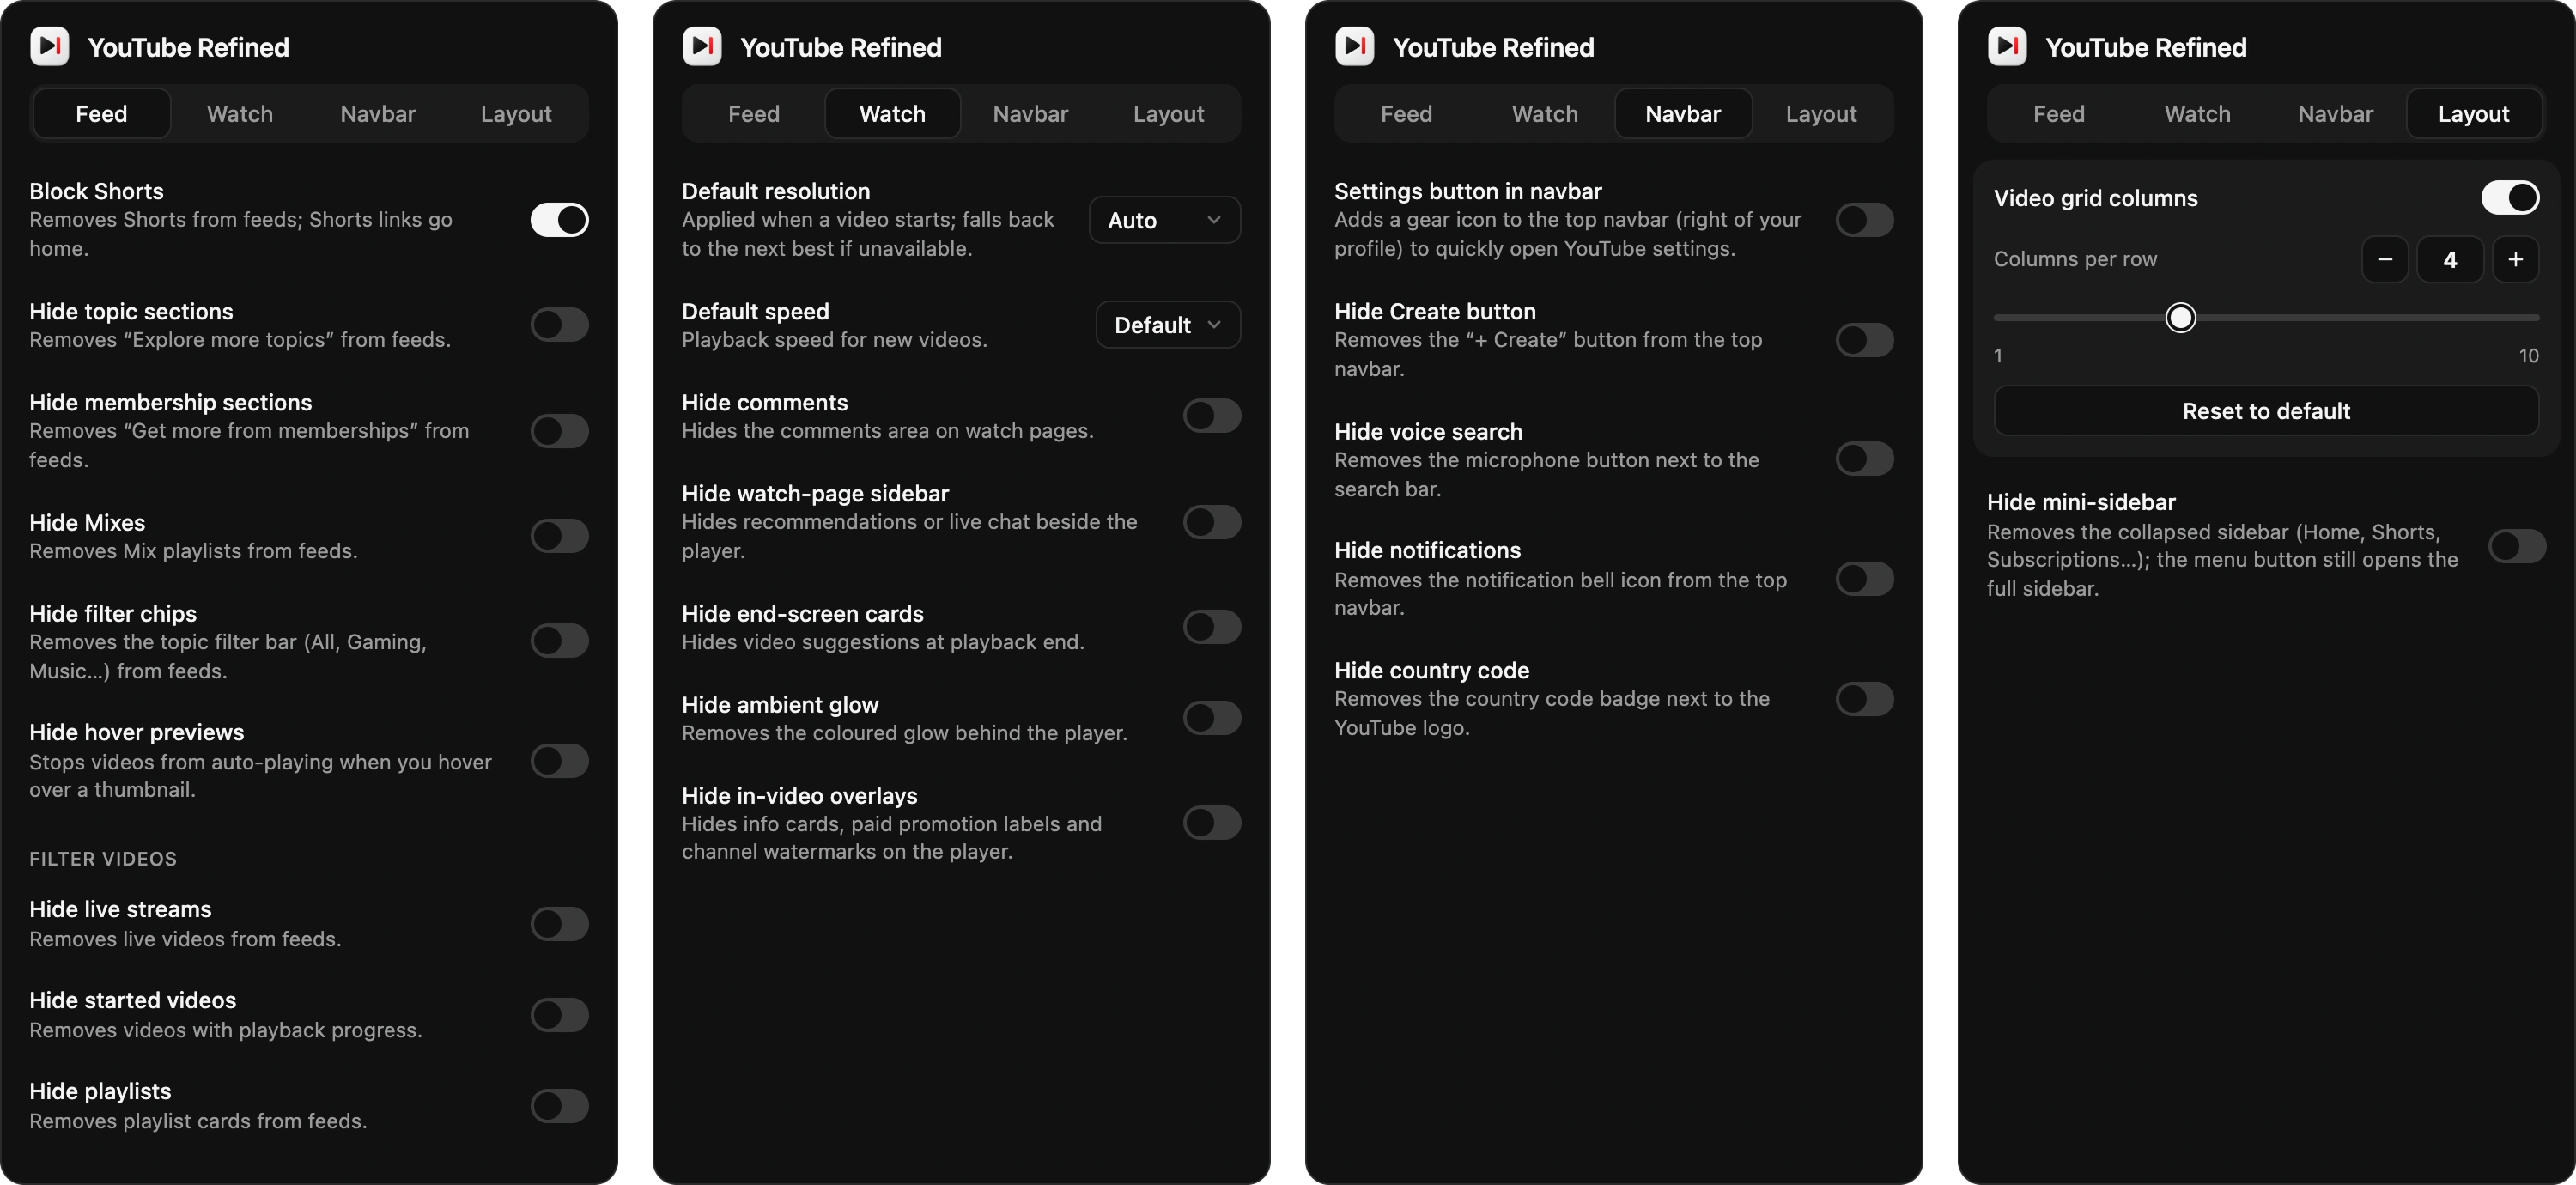 YouTube Refined
Feed
Watch
Navbar
Layout
Block Shorts
Removes Shorts from feeds; Shorts links go
home.
Hide topic sections
Removes “Explore more topics” from feeds.
Hide membership sections
Removes “Get more from memberships” from
feeds.
Hide Mixes
Removes Mix playlists from feeds.
Hide filter chips
Removes the topic filter bar (All, Gaming,
Music...) from feeds.
Hide hover previews
Stops videos from auto-playing when you hover
over a thumbnail.
FILTER VIDEOS
Hide live streams
Removes live videos from feeds.
Hide started videos
Removes videos with playback progress.
Hide playlists
Removes playlist cards from feeds.
YouTube Refined
Feed
Watch
Navbar
Layout
Default resolution
Applied when a video starts; falls back
to the next best if unavailable.
Auto
Default speed
Playback speed for new videos.
Default
Hide comments
Hides the comments area on watch pages.
Hide watch-page sidebar
Hides recommendations or live chat beside the
player.
Hide end-screen cards
Hides video suggestions at playback end.
Hide ambient glow
Removes the coloured glow behind the player.
Hide in-video overlays
Hides info cards, paid promotion labels and
channel watermarks on the player.
YouTube Refined
Feed
Watch
Navbar
Layout
Settings button in navbar
Adds a gear icon to the top navbar (right of your
profile) to quickly open YouTube settings.
Hide Create button
Removes the “+ Create” button from the top
navbar.
Hide voice search
Removes the microphone button next to the
search bar.
Hide notifications
Removes the notification bell icon from the top
navbar.
Hide country code
Removes the country code badge next to the
YouTube logo.
YouTube Refined
Feed
Watch
Navbar
Layout
Video grid columns
Columns per row
− 4 +
1 10
Reset to default
Hide mini-sidebar
Removes the collapsed sidebar (Home, Shorts,
Subscriptions...); the menu button still opens the
full sidebar.